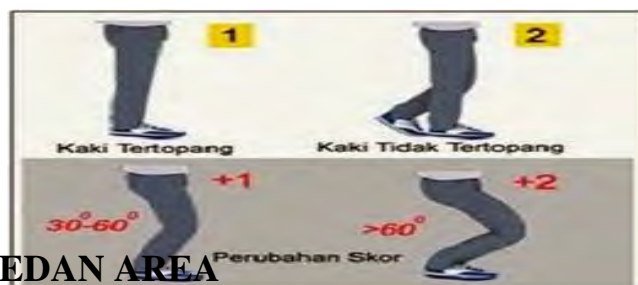 1 2
Kaki Tertopang Kaki Tidak Tertopang
+1 +2
30°-60° >60°
Perubahan Skor
EDAN AREA